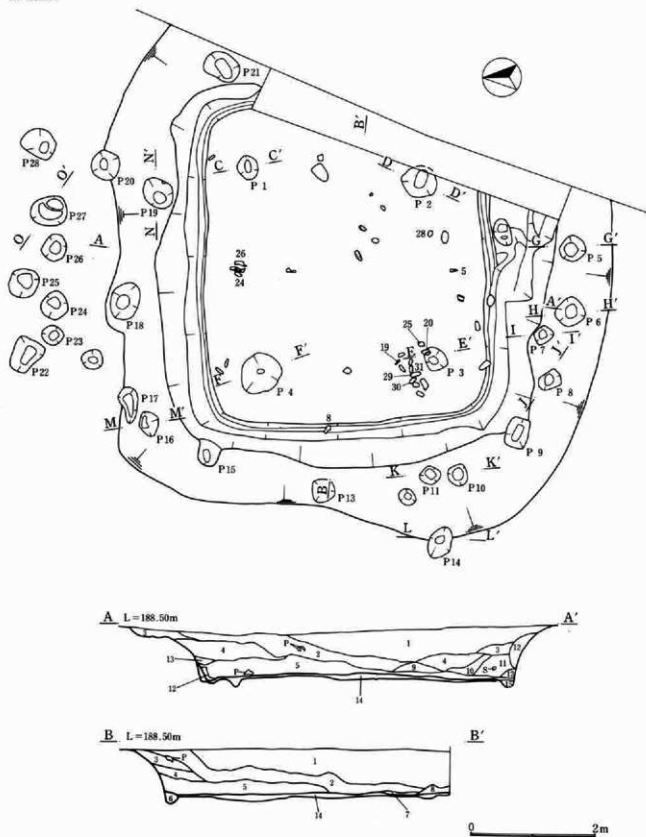 P21
B'
P28
N'
C C'
D
O'
P20
P 1
P 2
D'
P27
P19
N
28
G G'
O
A
P26
P 5
26
24
5
P25
A'
H H'
P24
P18
I
P 6
25 20
I'
P 7
P23
19
E E'
F'
31
P 3
J'
P22
29
P 8
F
P 4
30
J
P17
8
M M'
P16
P 9
P15
K K'
B
P13
P11 P10
L L'
P14
A L=188.50m A'
3 P 1 3 12
4 2 4 11
13 5 9 10 S
12 P 14
B L=188.50m B'
3 P 1
4 2
5 8
6 14 7
0 2m